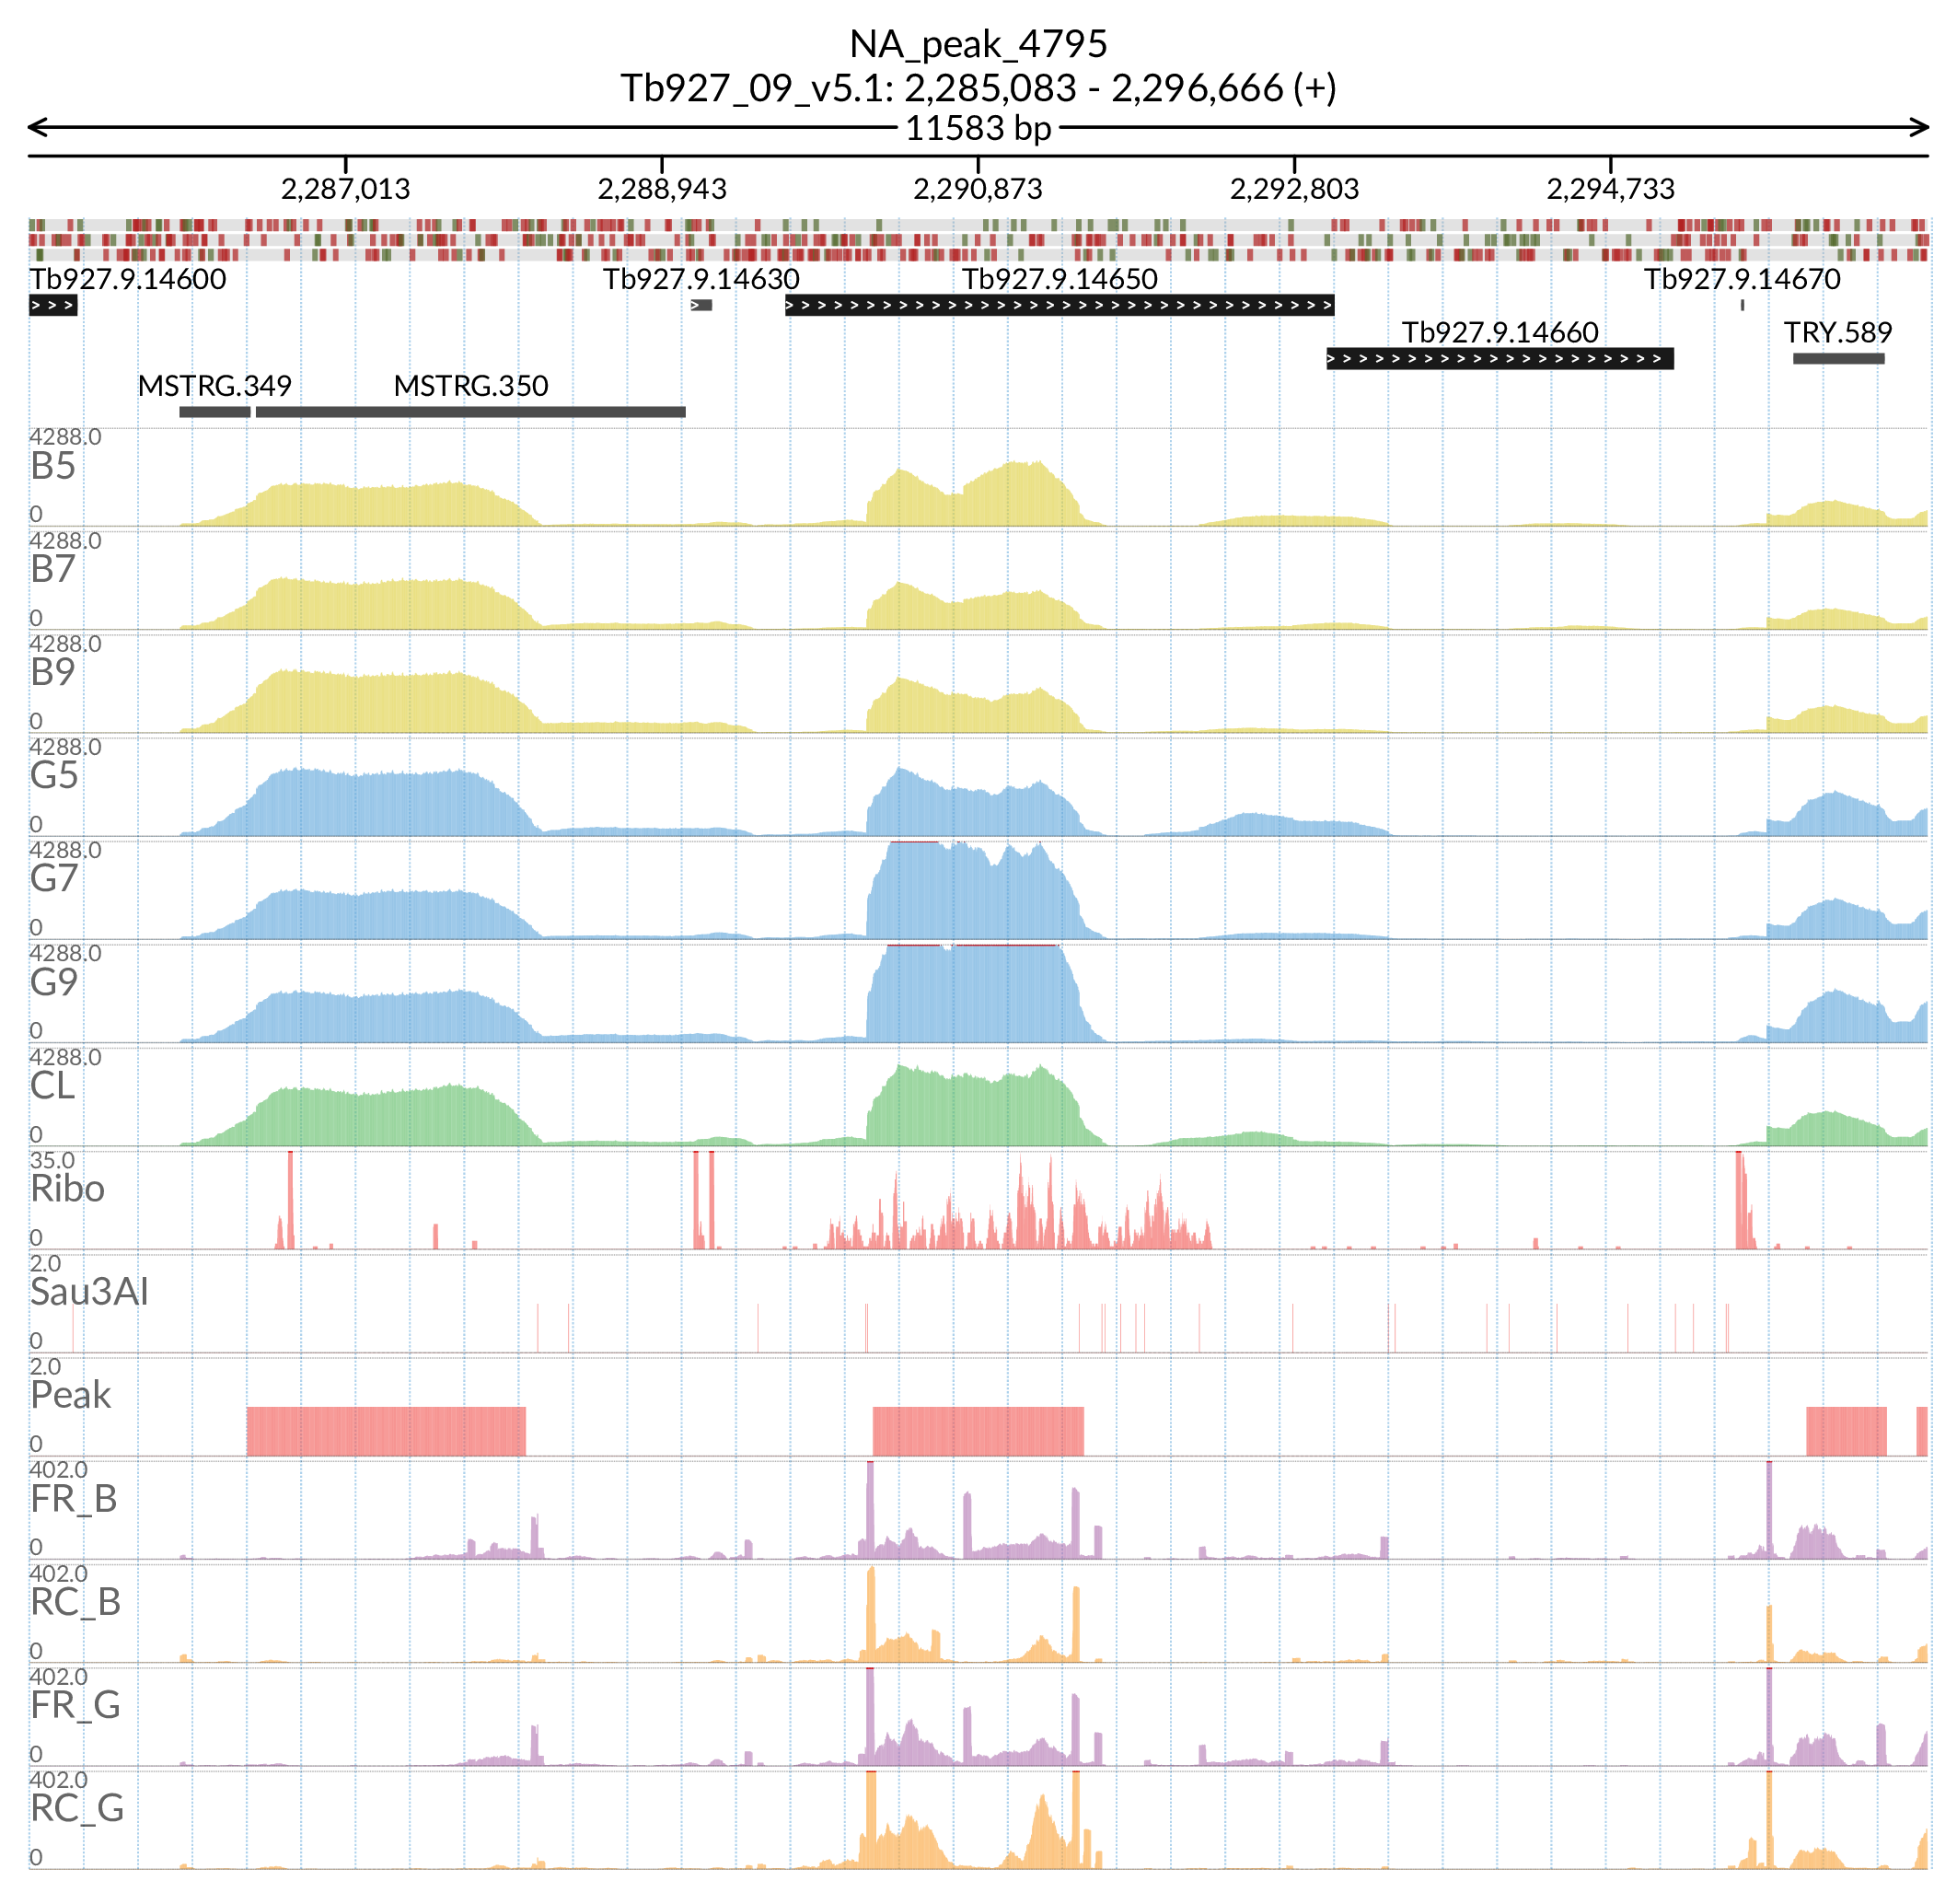 NA_peak_4795
Tb927_09_v5.1: 2,285,083 - 2,296,666 (+)
11583 bp
2,287,013 2,288,943 2,290,873 2,292,803 2,294,733
Tb927.9.14600 Tb927.9.14630 Tb927.9.14650 Tb927.9.14670
Tb927.9.14660 TRY.589
MSTRG.349 MSTRG.350
4288.0
B5
0
4288.0
B7
0
4288.0
B9
0
4288.0
G5
0
4288.0
G7
0
4288.0
G9
0
4288.0
CL
0
35.0
Ribo
0
2.0
Sau3AI
0
2.0
Peak
0
402.0
FR_B
0
402.0
RC_B
0
402.0
FR_G
0
402.0
RC_G
0